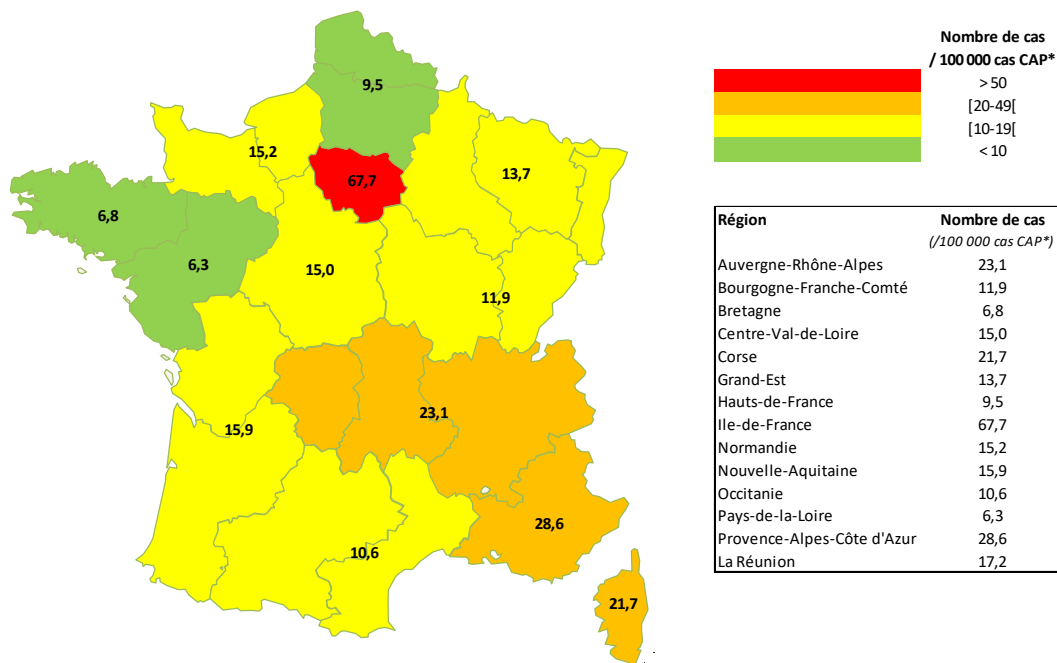 9,5
15,2
67,7
13,7
6,8
6,3
15,0
11,9
23,1
15,9
28,6
10,6
21,7
Nombre de cas
/ 100 000 cas CAP*
> 50
[20-49[
[10-19[
< 10
Région Nombre de cas
(/100 000 cas CAP*)
Auvergne-Rhône-Alpes 23,1
Bourgogne-Franche-Comté 11,9
Bretagne 6,8
Centre-Val-de-Loire 15,0
Corse 21,7
Grand-Est 13,7
Hauts-de-France 9,5
Ile-de-France 67,7
Normandie 15,2
Nouvelle-Aquitaine 15,9
Occitanie 10,6
Pays-de-la-Loire 6,3
Provence-Alpes-Côte d'Azur 28,6
La Réunion 17,2